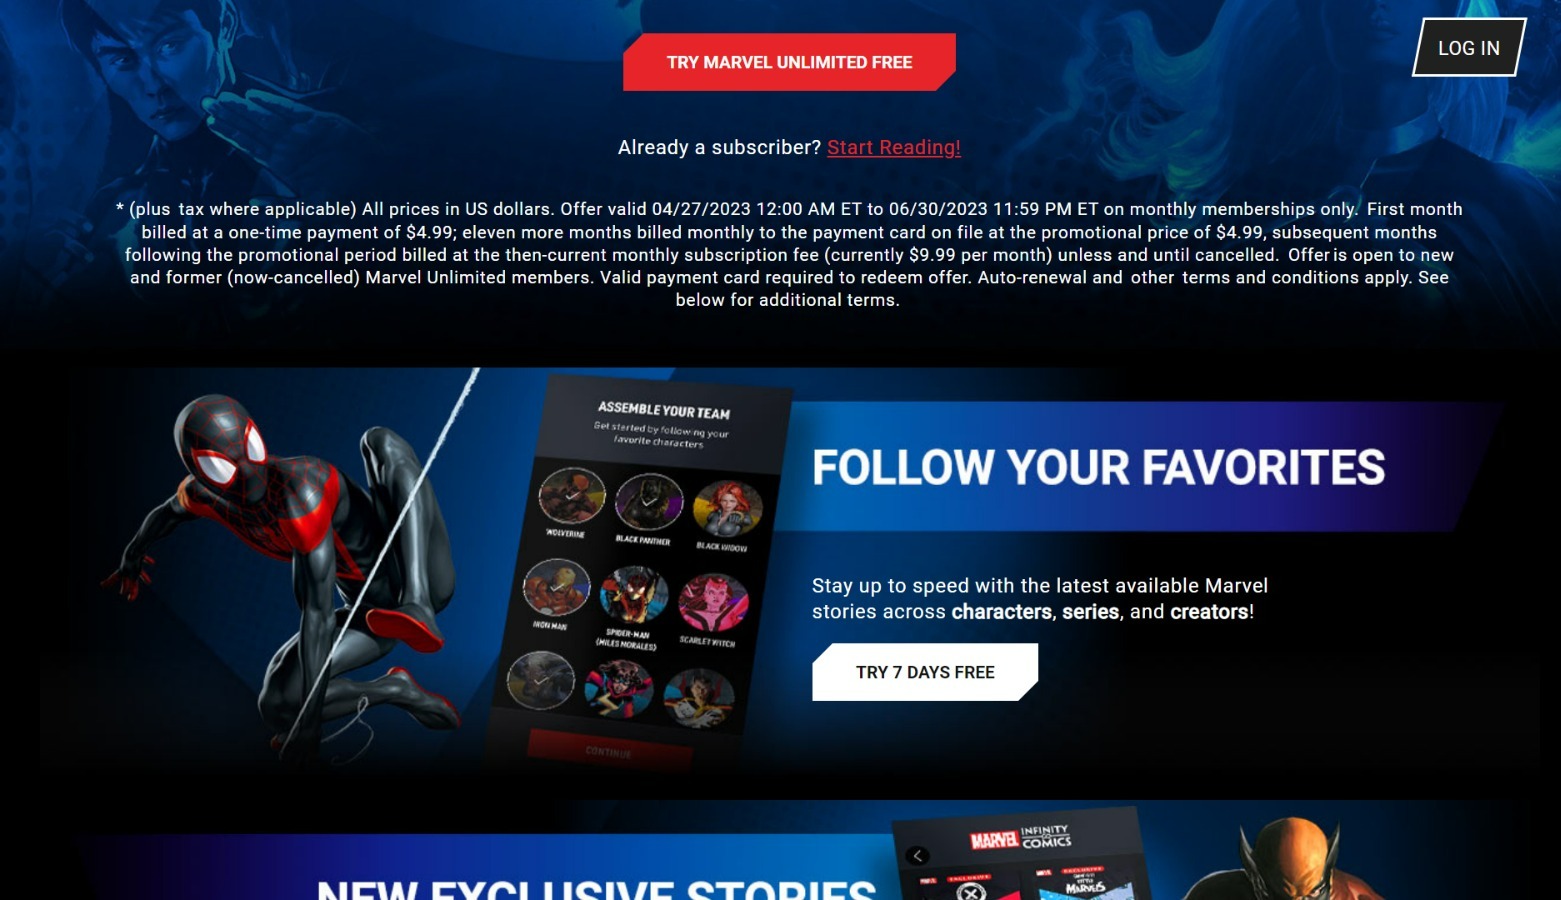 TRY MARVEL UNLIMITED FREE
LOG IN
Already a subscriber? Start Reading!
* (plus tax where applicable) All prices in US dollars. Offer valid 04/27/2023 12:00 AM ET to 06/30/2023 11:59 PM ET on monthly memberships only. First month
billed at a one-time payment of $4.99; eleven more months billed monthly to the payment card on file at the promotional price of $4.99, subsequent months
following the promotional period billed at the then-current monthly subscription fee (currently $9.99 per month) unless and until cancelled. Offer is open to new
and former (now-cancelled) Marvel Unlimited members. Valid payment card required to redeem offer. Auto-renewal and other terms and conditions apply. See
below for additional terms.
ASSEMBLE YOUR TEAM
Get started by following your
favorite characters
WOLVERINE
BLACK PANTHER
BLACK WIDOW
IRON MAN
SPIDER-MAN
(MILES MORALES)
SCARLET WITCH
CONTINUE
FOLLOW YOUR FAVORITES
Stay up to speed with the latest available Marvel
stories across characters, series, and creators!
TRY 7 DAYS FREE
NEW EXCLUSIVE STORIES
MARVEL INFINITY
COMICS
EXCLUSIVE
EXCLUSIVE
MARVELS